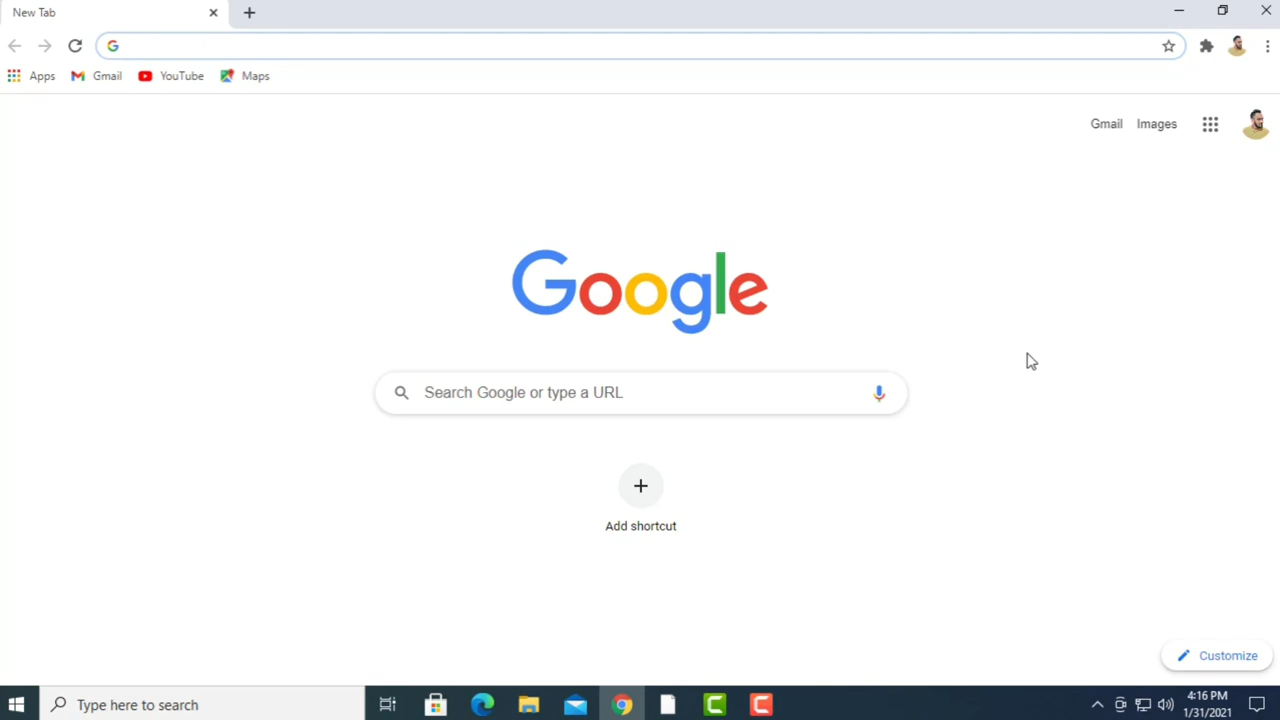 New Tab
Apps Gmail YouTube Maps
Gmail Images
Google
Search Google or type a URL
Add shortcut
Customize
Type here to search
4:16 PM
1/31/2021